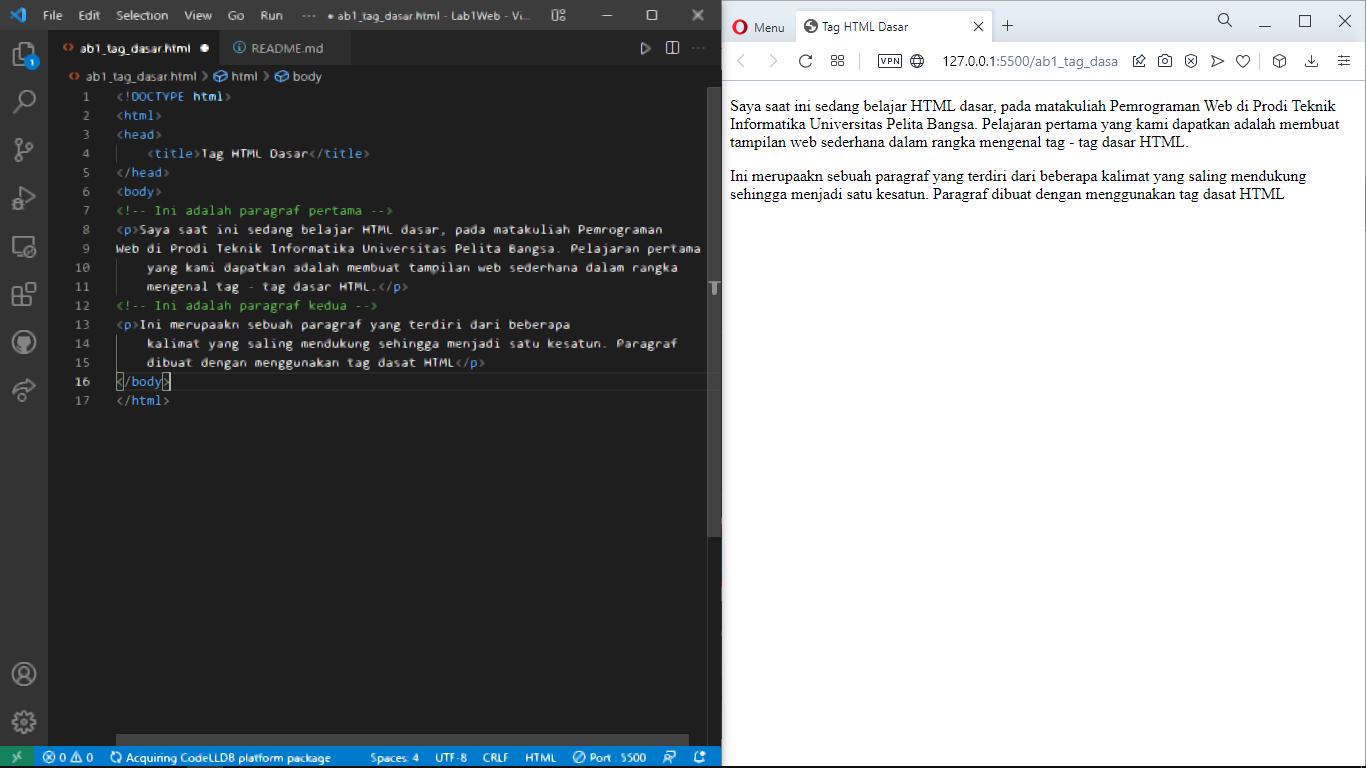 File Edit Selection View Go Run ··· ● ab1_tag_dasar.html - Lab1Web - Vi...
ab1_tag_dasar.html ● README.md
ab1_tag_dasar.html > html > body
1 <!DOCTYPE html>
2 <html>
3 <head>
4 <title>Tag HTML Dasar</title>
5 </head>
6 <body>
7 <!-- Ini adalah paragraf pertama -->
8 <p>Saya saat ini sedang belajar HTML dasar, pada matakuliah Pemrograman
9 Web di Prodi Teknik Informatika Universitas Pelita Bangsa. Pelajaran pertama
10 yang kami dapatkan adalah membuat tampilan web sederhana dalam rangka
11 mengenal tag - tag dasar HTML.</p>
12 <!-- Ini adalah paragraf kedua -->
13 <p>Ini merupaakn sebuah paragraf yang terdiri dari beberapa
14 kalimat yang saling mendukung sehingga menjadi satu kesatun. Paragraf
15 dibuat dengan menggunakan tag dasat HTML</p>
16 </body>
17 </html>
1
0 0 Acquiring CodeLLDB platform package Spaces: 4 UTF-8 CRLF HTML Port : 5500
Menu Tag HTML Dasar
VPN 127.0.0.1:5500/ab1_tag_dasa
Saya saat ini sedang belajar HTML dasar, pada matakuliah Pemrograman Web di Prodi Teknik
Informatika Universitas Pelita Bangsa. Pelajaran pertama yang kami dapatkan adalah membuat
tampilan web sederhana dalam rangka mengenal tag - tag dasar HTML.
Ini merupaakn sebuah paragraf yang terdiri dari beberapa kalimat yang saling mendukung
sehingga menjadi satu kesatun. Paragraf dibuat dengan menggunakan tag dasat HTML